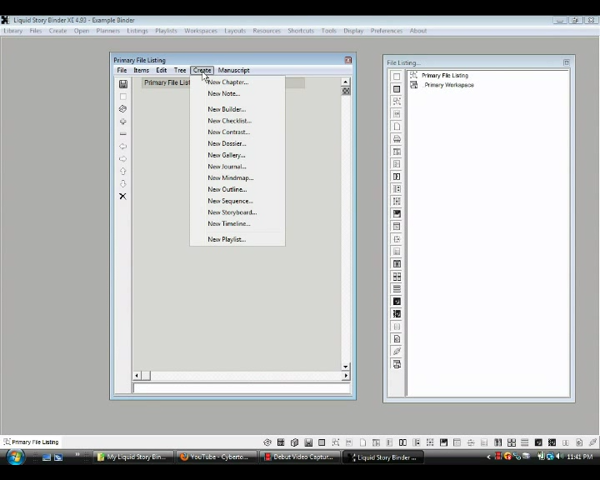 Liquid Story Binder XE 4.93 - Example Binder
Library Files Create Open Planners Listings Playlists Workspaces Layouts Resources Shortcuts Tools Display Preferences About
Primary File Listing
File Items Edit Tree Create Manuscript
Primary File List
New Chapter...
New Note...
New Builder...
New Checklist...
New Contrast...
New Dossier...
New Gallery...
New Journal...
New Mindmap...
New Outline...
New Sequence...
New Storyboard...
New Timeline...
New Playlist...
File Listing...
Primary File Listing
Primary Workspace
Primary File Listing
My Liquid Story Bin...
YouTube - Cyberto...
Debut Video Captur...
Liquid Story Binder ...
11:41 PM